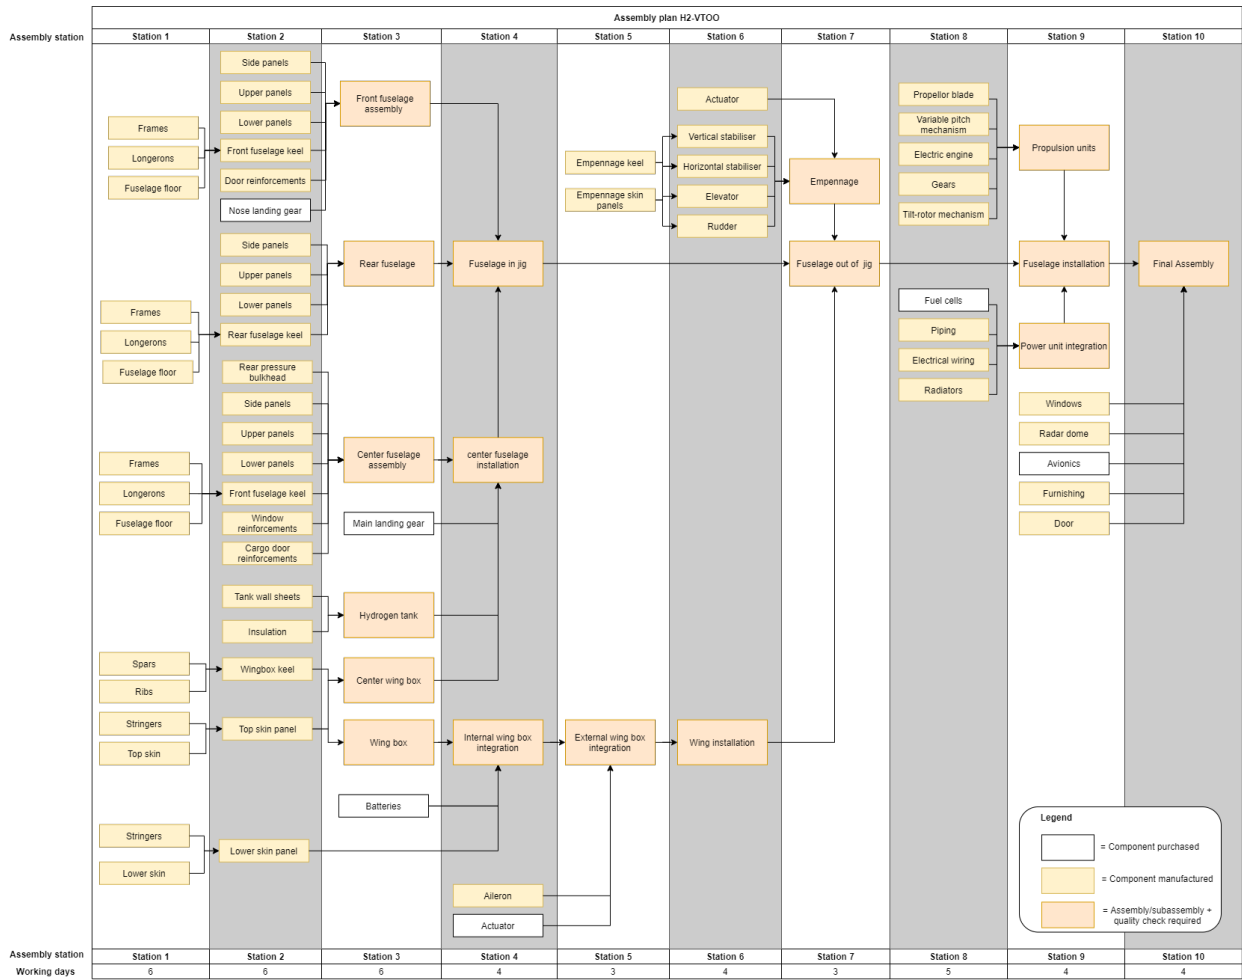 Assembly plan H2-VTOO
Assembly station
Station 1
Station 2
Station 3
Station 4
Station 5
Station 6
Station 7
Station 8
Station 9
Station 10
Frames
Longerons
Fuselage floor
Side panels
Upper panels
Lower panels
Front fuselage keel
Door reinforcements
Nose landing gear
Front fuselage
assembly
Frames
Longerons
Fuselage floor
Side panels
Upper panels
Lower panels
Rear fuselage keel
Rear fuselage
Fuselage in jig
Frames
Longerons
Fuselage floor
Rear pressure
bulkhead
Side panels
Upper panels
Lower panels
Front fuselage keel
Window
reinforcements
Cargo door
reinforcements
Center fuselage
assembly
Main landing gear
center fuselage
installation
Tank wall sheets
Insulation
Hydrogen tank
Spars
Ribs
Wingbox keel
Center wing box
Stringers
Top skin
Top skin panel
Wing box
Batteries
Stringers
Lower skin
Lower skin panel
Internal wing box
integration
Aileron
Actuator
External wing box
integration
Wing installation
Empennage keel
Empennage skin
panels
Actuator
Vertical stabiliser
Horizontal stabiliser
Elevator
Rudder
Empennage
Fuselage out of jig
Propellor blade
Variable pitch
mechanism
Electric engine
Gears
Tilt-rotor mechanism
Propulsion units
Fuselage installation
Fuel cells
Piping
Electrical wiring
Radiators
Power unit integration
Windows
Radar dome
Avionics
Furnishing
Door
Final Assembly
Legend
= Component purchased
= Component manufactured
= Assembly/subassembly +
quality check required
Assembly station
Station 1
Station 2
Station 3
Station 4
Station 5
Station 6
Station 7
Station 8
Station 9
Station 10
Working days
6
6
6
4
3
4
3
5
4
4